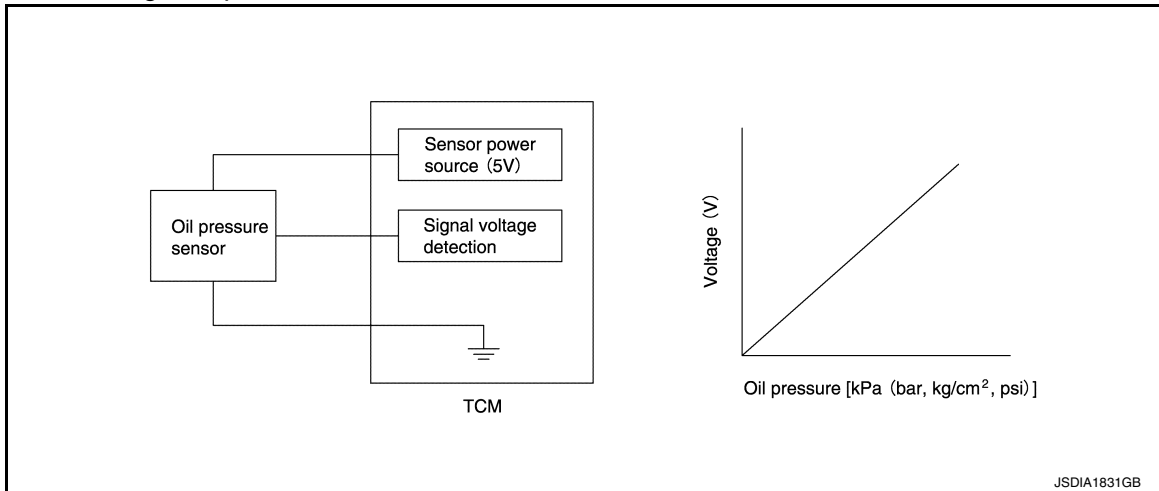 Sensor power
source (5V)
Oil pressure
sensor
Signal voltage
detection
TCM
Voltage (V)
Oil pressure [kPa (bar, kg/cm², psi)]
JSDIA1831GB